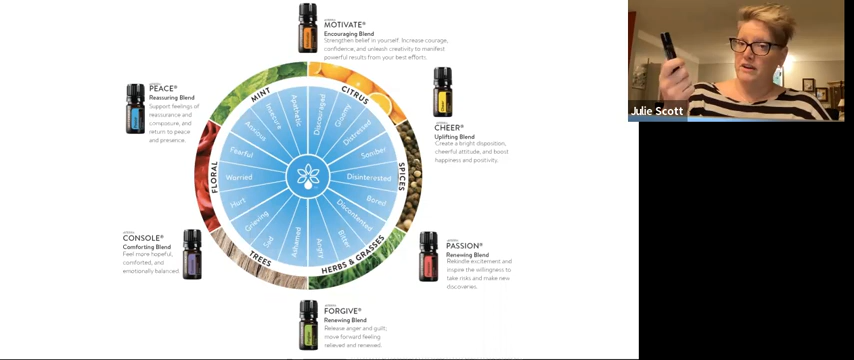 MOTIVATE®
Encouraging Blend
Strengthen belief in yourself. Increase courage,
confidence, and unleash creativity to manifest
powerful results from your best efforts.
PEACE®
Reassuring Blend
Support feelings of
reassurance and
composure, and
return to peace
and presence.
CHEER®
Uplifting Blend
Create a bright disposition,
cheerful attitude, and boost
happiness and positivity.
PASSION®
Renewing Blend
Rekindle excitement and
inspire the willingness to
take risks and make new
discoveries.
FORGIVE®
Renewing Blend
Release anger and guilt,
move forward feeling
relieved and renewed.
CONSOLE®
Comforting Blend
Feel more hopeful,
comforted, and
emotionally balanced.
MINT
CITRUS
SPICES
HERBS & GRASSES
TREES
FLORAL
Discouraged
Gloomy
Distressed
Somber
Disinterested
Bored
Discontented
Bitter
Angry
Ashamed
Sad
Grieving
Hurt
Worried
Fearful
Anxious
Insecure
Apathetic
Julie Scott